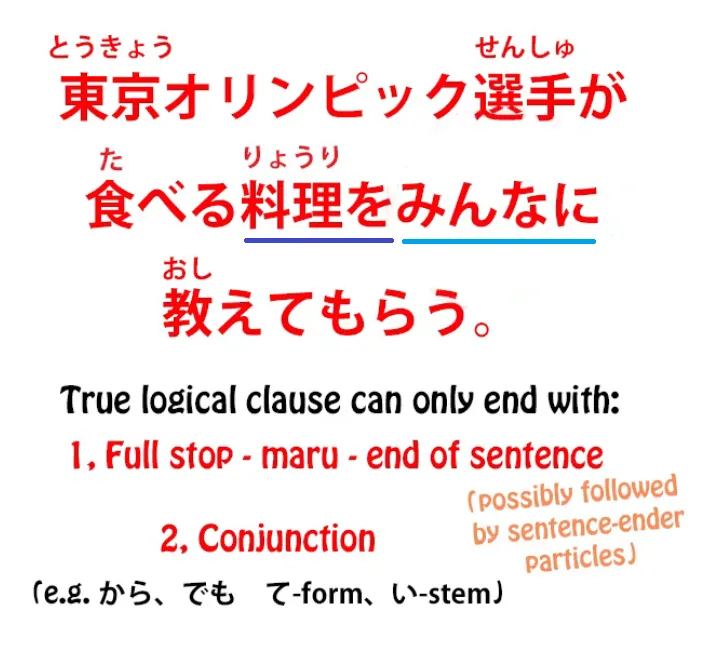 とうきょう せんしゅ
東京オリンピック選手が
た りょうり
食べる料理をみんなに
おし
教えてもらう。
True logical clause can only end with:
1, Full stop - maru - end of sentence
(possibly followed
by sentence-ender
particles)
2, Conjunction
(e.g. から、でも て-form、い-stem)